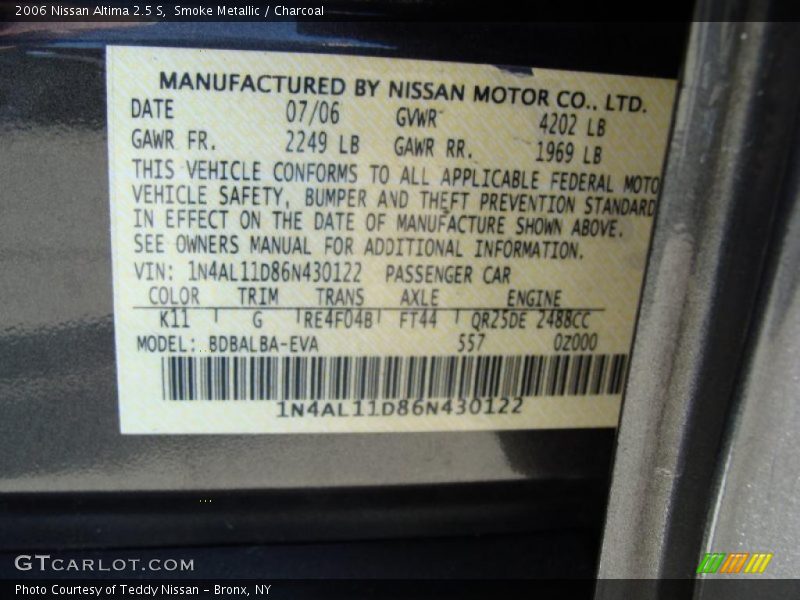 2006 Nissan Altima 2.5 S, Smoke Metallic / Charcoal
MANUFACTURED BY NISSAN MOTOR CO., LTD.
DATE 07/06 GVWR 4202 LB
GAWR FR. 2249 LB GAWR RR. 1969 LB
THIS VEHICLE CONFORMS TO ALL APPLICABLE FEDERAL MOTO
VEHICLE SAFETY, BUMPER AND THEFT PREVENTION STANDARD
IN EFFECT ON THE DATE OF MANUFACTURE SHOWN ABOVE.
SEE OWNERS MANUAL FOR ADDITIONAL INFORMATION.
VIN: 1N4AL11D86N430122 PASSENGER CAR
COLOR TRIM TRANS AXLE ENGINE
K11 G RE4F04B FT44 QR25DE 2488CC
MODEL: BDBALBA-EVA 557 0Z000
1N4AL11D86N430122
GTCARLOT.COM
Photo Courtesy of Teddy Nissan - Bronx, NY